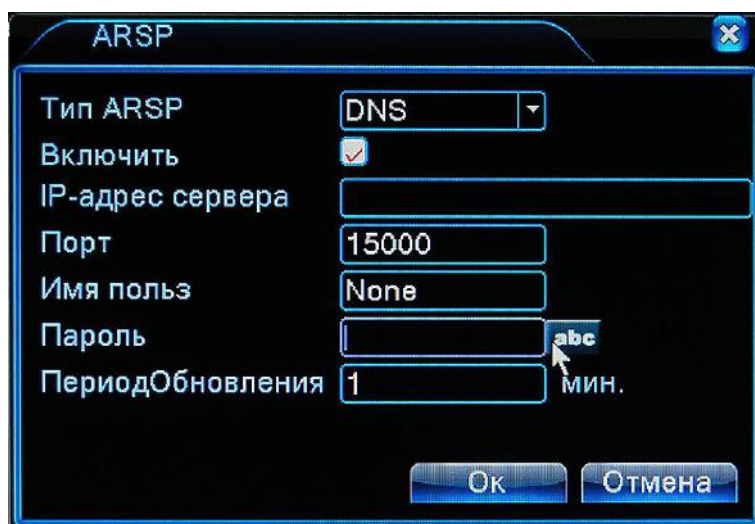 ARSP
Тип ARSP DNS
Включить
IP-адрес сервера
Порт 15000
Имя польз None
Пароль abc
ПериодОбновления 1 мин.
Ок Отмена